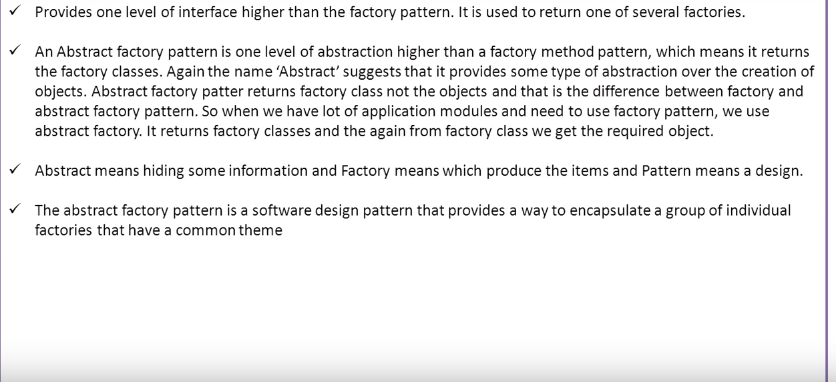 ✓ Provides one level of interface higher than the factory pattern. It is used to return one of several factories.
✓ An Abstract factory pattern is one level of abstraction higher than a factory method pattern, which means it returns
the factory classes. Again the name ‘Abstract’ suggests that it provides some type of abstraction over the creation of
objects. Abstract factory patter returns factory class not the objects and that is the difference between factory and
abstract factory pattern. So when we have lot of application modules and need to use factory pattern, we use
abstract factory. It returns factory classes and the again from factory class we get the required object.
✓ Abstract means hiding some information and Factory means which produce the items and Pattern means a design.
✓ The abstract factory pattern is a software design pattern that provides a way to encapsulate a group of individual
factories that have a common theme